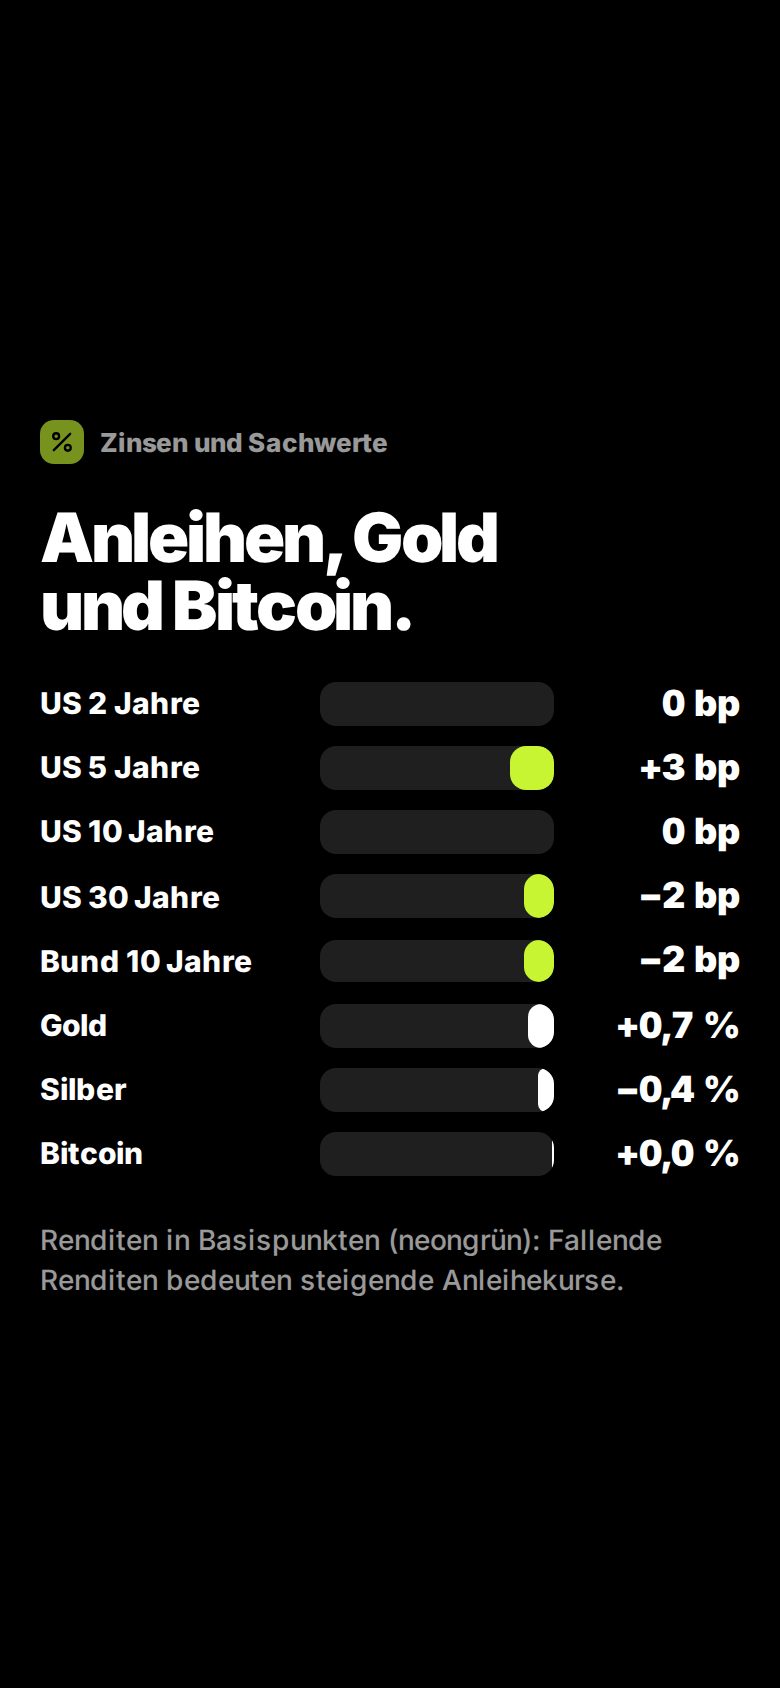 %
Zinsen und Sachwerte
Anleihen, Gold
und Bitcoin.
US 2 Jahre 0 bp
US 5 Jahre +3 bp
US 10 Jahre 0 bp
US 30 Jahre −2 bp
Bund 10 Jahre −2 bp
Gold +0,7 %
Silber −0,4 %
Bitcoin +0,0 %
Renditen in Basispunkten (neongrün): Fallende
Renditen bedeuten steigende Anleihekurse.